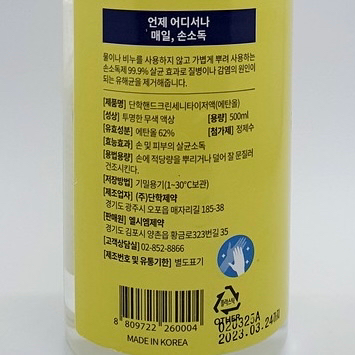 언제 어디서나
매일, 손소독
물이나 비누를 사용하지 않고 가볍게 뿌려 사용하는
손소독제 99.9% 살균 효과로 질병이나 감염의 원인이
되는 유해균을 제거해줍니다.
[제품명] 단학핸드크린세니타이저액(에탄올)
[성상] 투명한 무색 액상 [용량] 500ml
[유효성분] 에탄올 62% [첨가제] 정제수
[효능효과] 손 및 피부의 살균소독
[용법용량] 손에 적당량을 뿌리거나 덜어 잘 문질러
건조시킨다.
[저장방법] 기밀용기(1~30°C보관)
[제조업자] (주)단학제약
경기도 광주시 오포읍 매자리길 185-38
[판매원] 엘시엠제약
경기도 김포시 양촌읍 황금로323번길 35
[고객상담실] 02-852-8866
[제조번호 및 유통기한] 별도표기
8 809722 260004
MADE IN KOREA
OTHER
020325A
2023.03.24까지